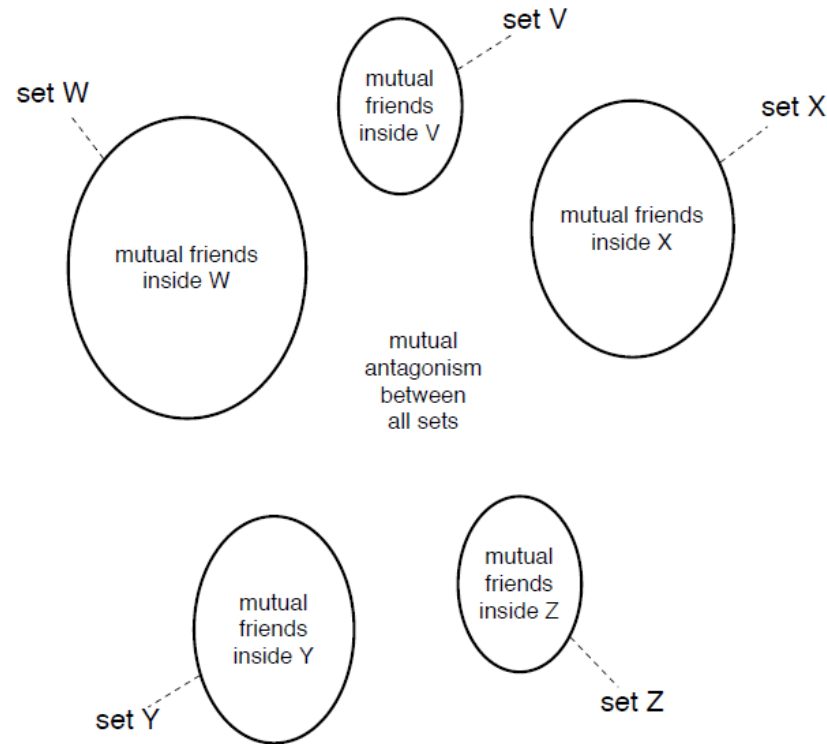 set V
mutual
friends
inside V
set W
set X
mutual friends
inside W
mutual friends
inside X
mutual
antagonism
between
all sets
mutual
friends
inside Y
mutual
friends
inside Z
set Y
set Z